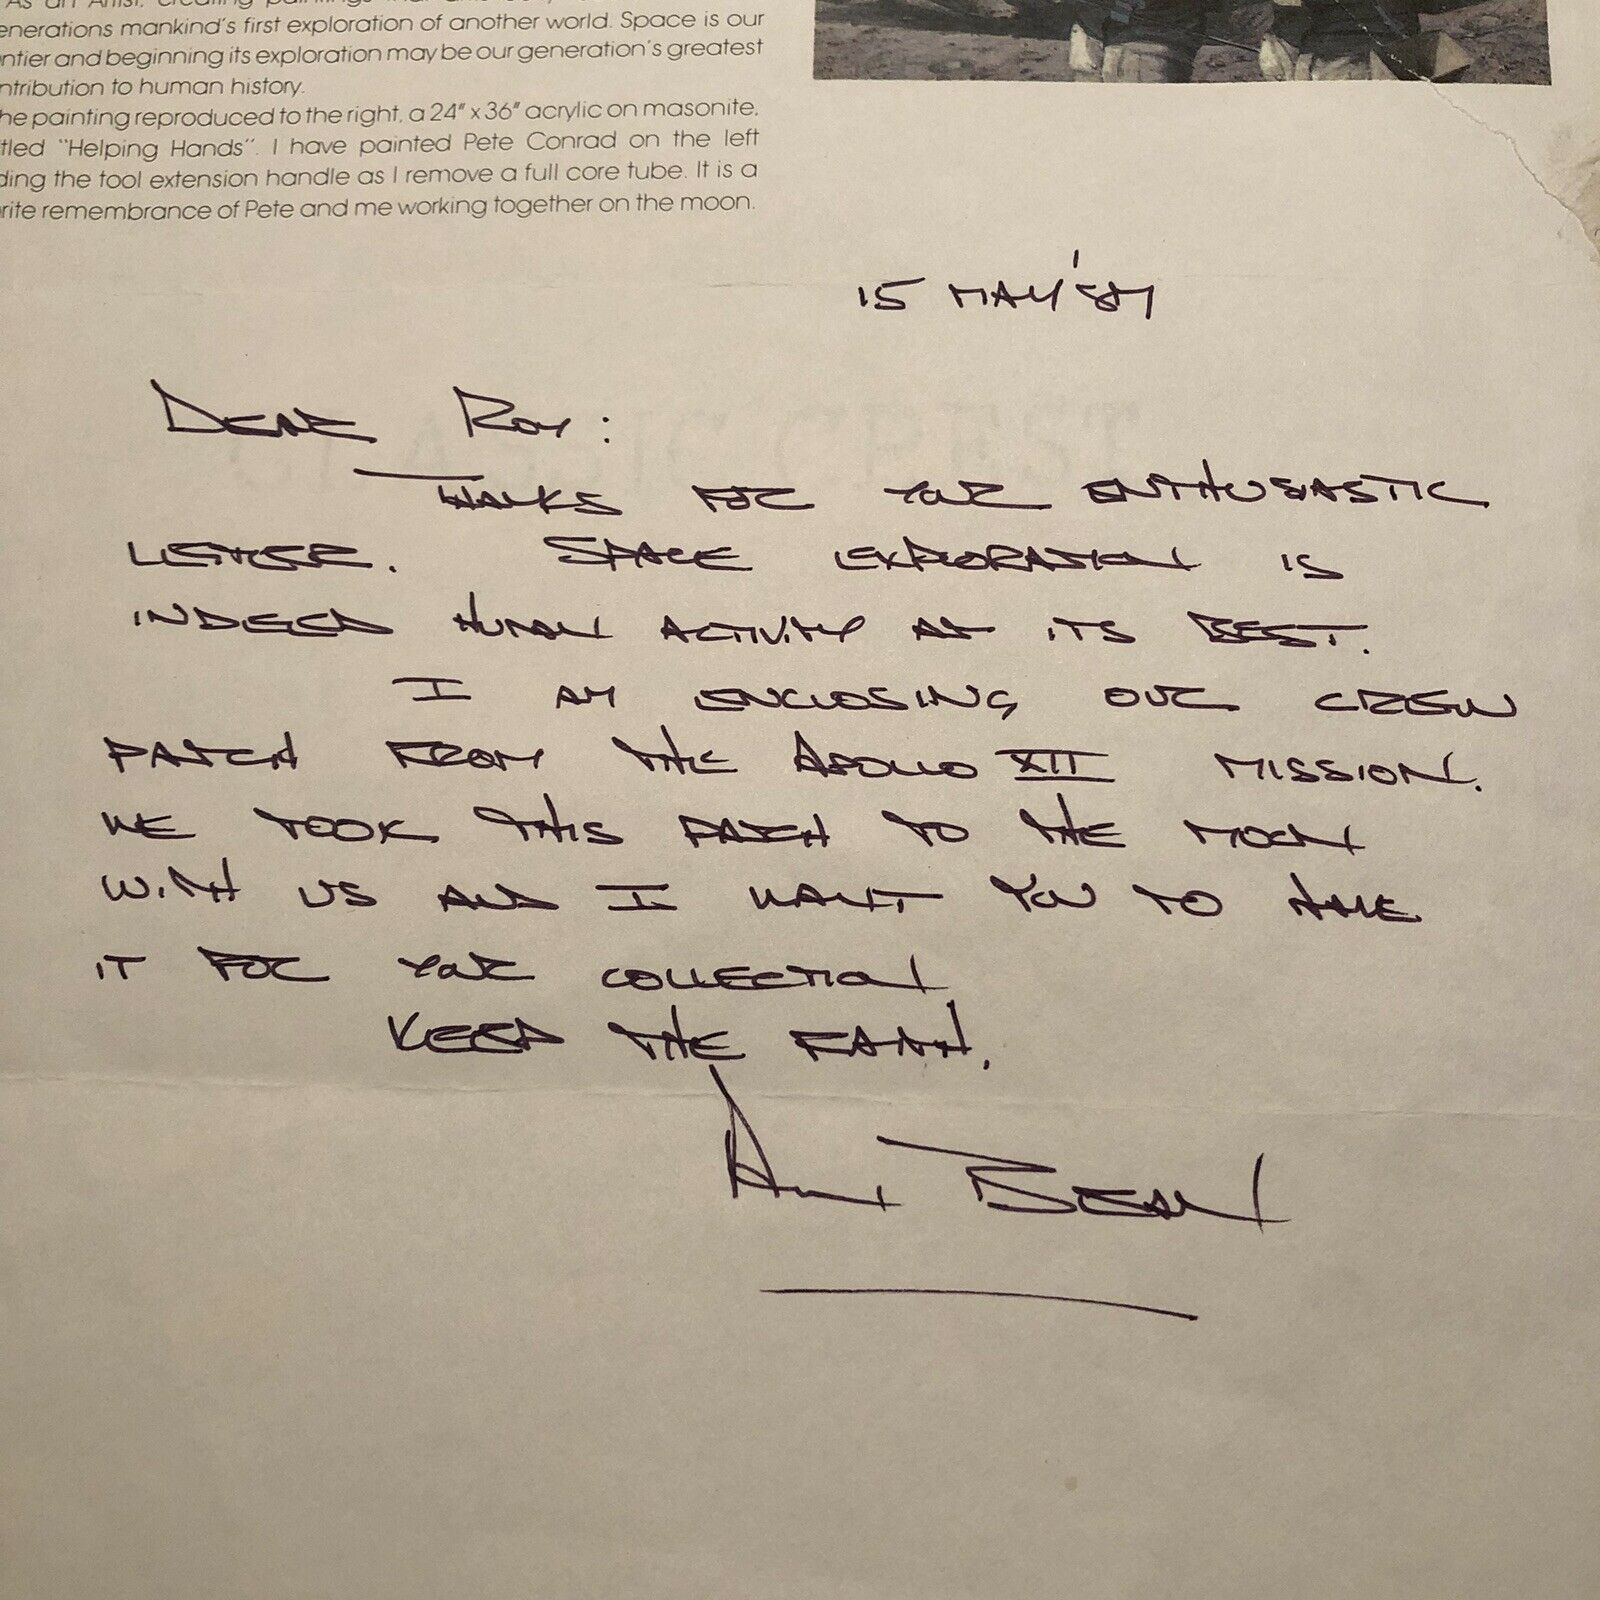 enerations mankind's first exploration of another world. Space is our
ntier and beginning its exploration may be our generation's greatest
ntribution to human history.
he painting reproduced to the right, a 24" x 36" acrylic on masonite,
tled "Helping Hands". I have painted Pete Conrad on the left
ding the tool extension handle as I remove a full core tube. It is a
rite remembrance of Pete and me working together on the moon.
15 MAY '87
DEAR ROY:
THANKS FOR YOUR ENTHUSIASTIC
LETTER. SPACE EXPLORATION IS
INDEED HUMAN ACTIVITY AT ITS BEST.
I AM ENCLOSING OUR CREW
PATCH FROM THE APOLLO XII MISSION.
WE TOOK THIS PATCH TO THE MOON
WITH US AND I WANT YOU TO HAVE
IT FOR YOUR COLLECTION
KEEP THE FAITH.
ALAN BEAN